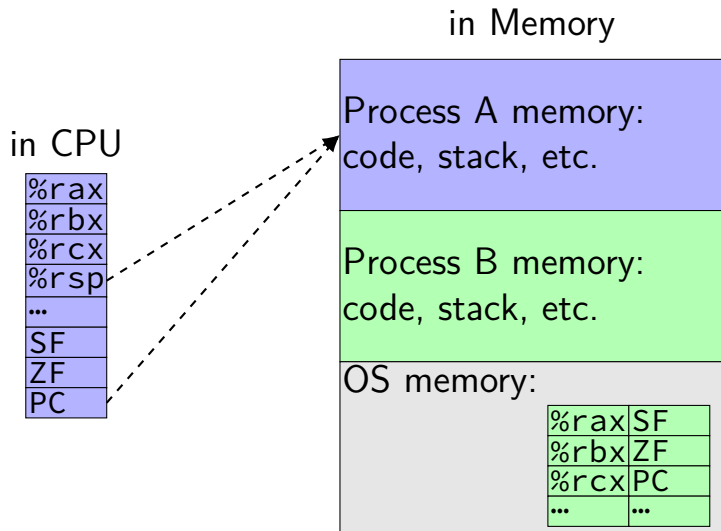 in Memory
Process A memory:
code, stack, etc.
in CPU
%rax
%rbx
%rcx
%rsp
…
SF
ZF
PC
Process B memory:
code, stack, etc.
OS memory:
%rax SF
%rbx ZF
%rcx PC
… …